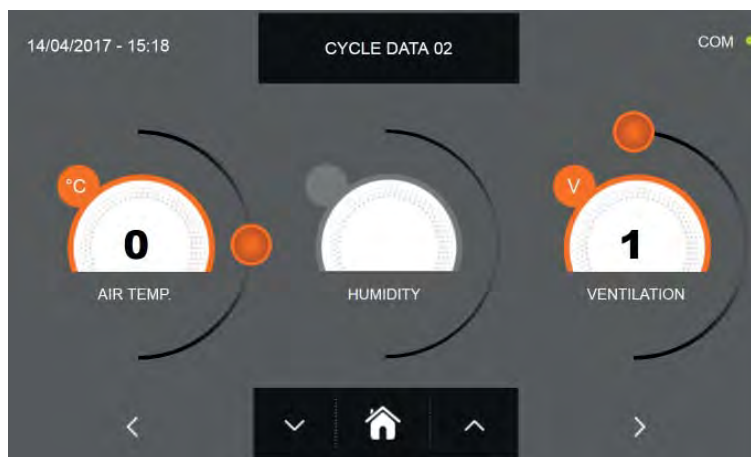 14/04/2017 - 15:18
CYCLE DATA 02
COM
°C
0
AIR TEMP.
HUMIDITY
V
1
VENTILATION